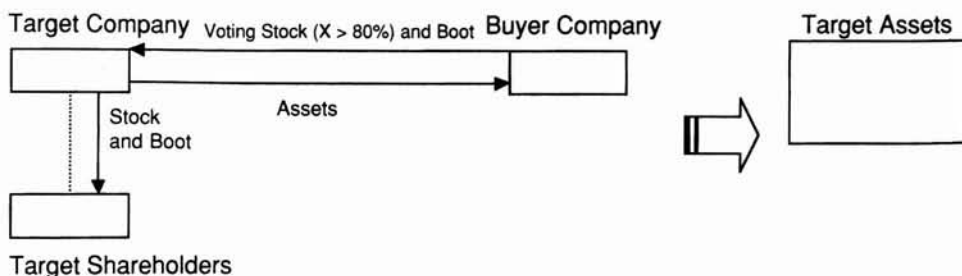 Target Company
Voting Stock (X > 80%) and Boot
Buyer Company
Target Assets
Assets
Stock
and Boot
Target Shareholders